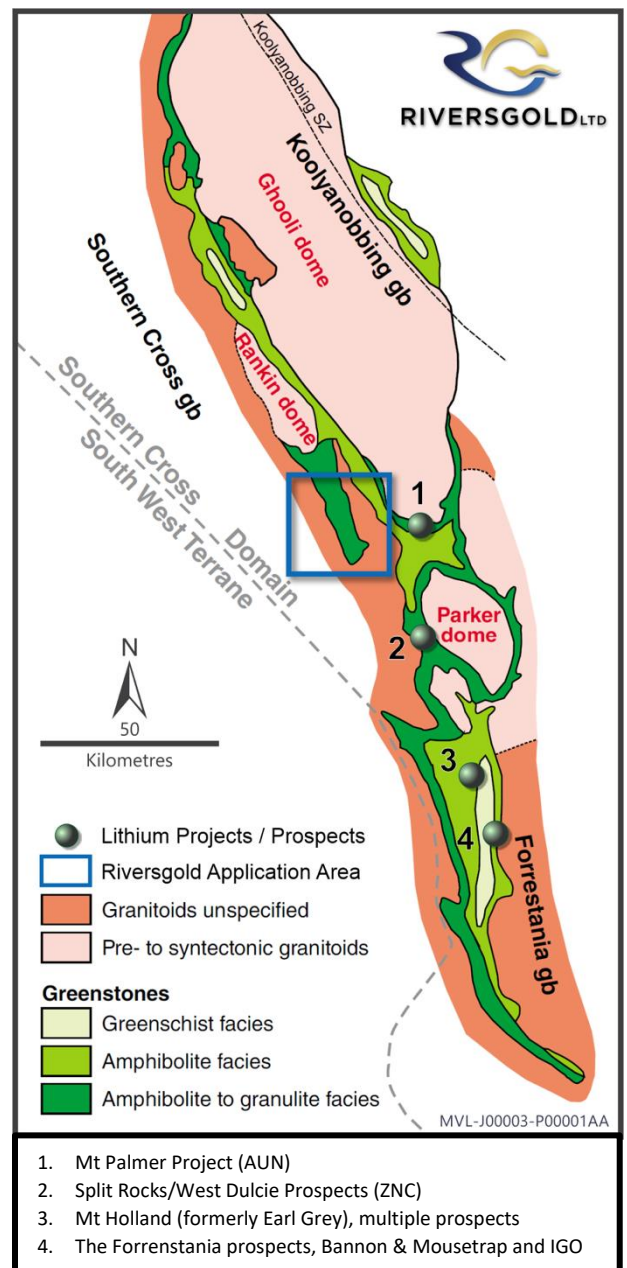 RIVERSGOLD LTD
Koolyanobbing SZ
Koolyanobbing gb
Ghooli dome
Southern Cross gb
Rankin dome
Southern Cross Domain
South West Terrane
1
Parker
dome
2
N
50
Kilometres
3
4
Forrestania gb
Lithium Projects / Prospects
Riversgold Application Area
Granitoids unspecified
Pre- to syntectonic granitoids
Greenstones
Greenschist facies
Amphibolite facies
Amphibolite to granulite facies
MVL-J00003-P00001AA
1. Mt Palmer Project (AUN)
2. Split Rocks/West Dulcie Prospects (ZNC)
3. Mt Holland (formerly Earl Grey), multiple prospects
4. The Forrenstania prospects, Bannon & Mousetrap and IGO